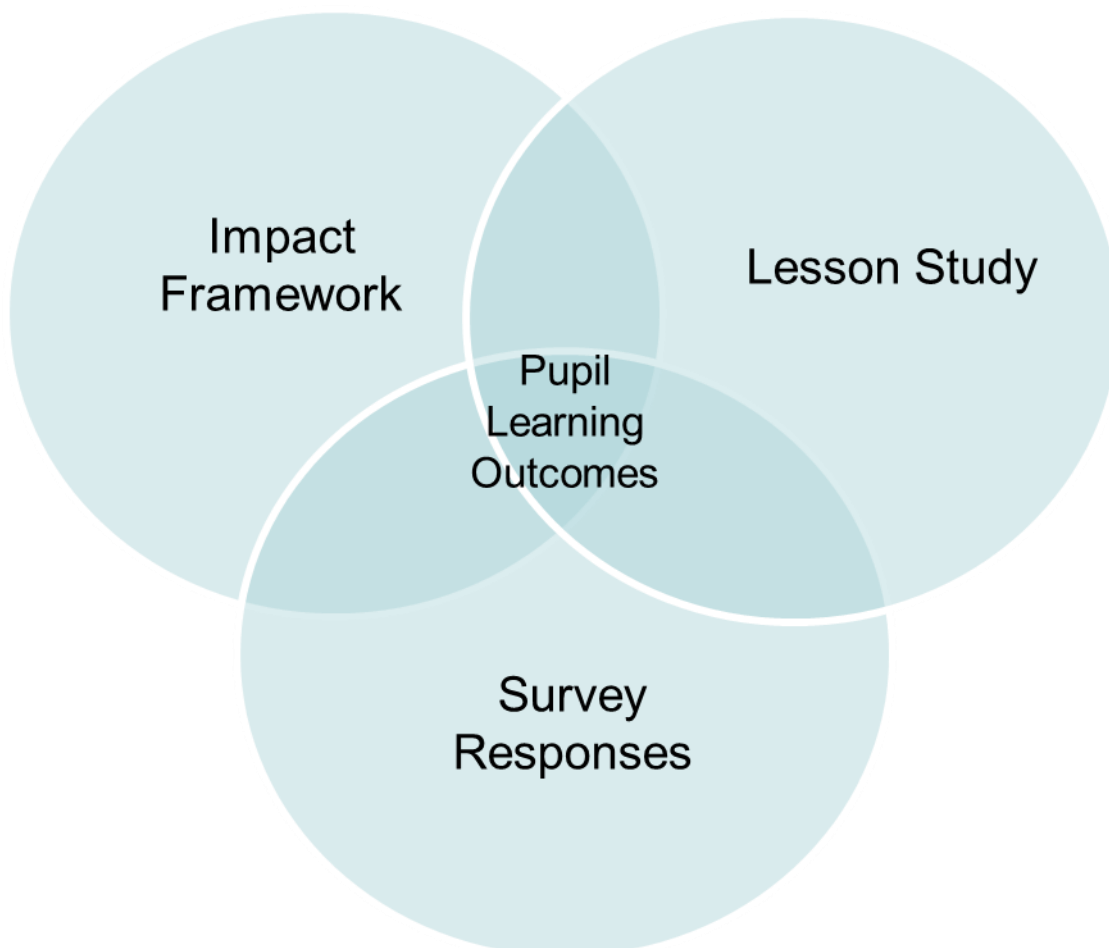 Impact
Framework
Lesson Study
Pupil
Learning
Outcomes
Survey
Responses